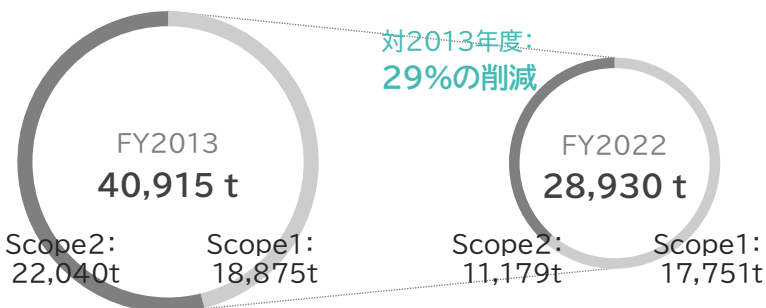 対2013年度:
29%の削減
FY2013
40,915 t
Scope2:
22,040t
Scope1:
18,875t
FY2022
28,930 t
Scope2:
11,179t
Scope1:
17,751t